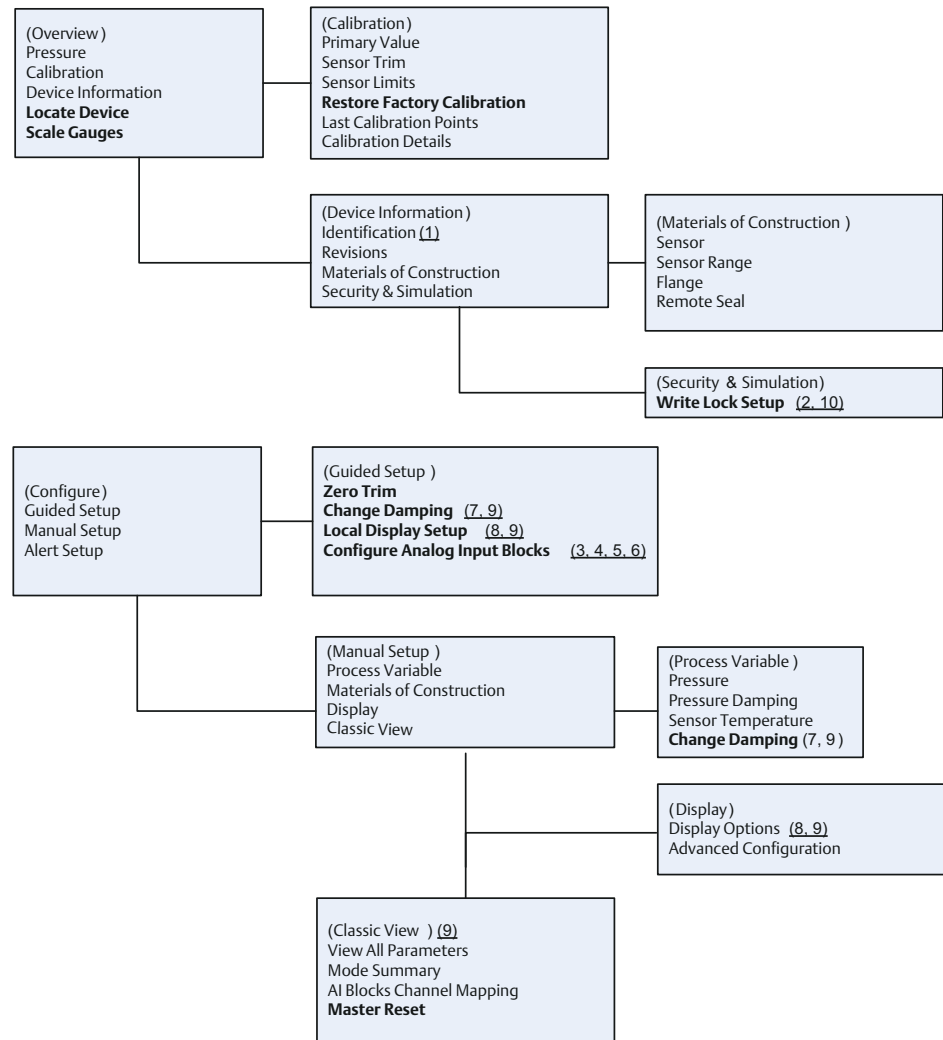 (Overview)
Pressure
Calibration
Device Information
Locate Device
Scale Gauges
(Calibration)
Primary Value
Sensor Trim
Sensor Limits
Restore Factory Calibration
Last Calibration Points
Calibration Details
(Device Information)
Identification (1)
Revisions
Materials of Construction
Security & Simulation
(Materials of Construction )
Sensor
Sensor Range
Flange
Remote Seal
(Security & Simulation)
Write Lock Setup (2, 10)
(Configure)
Guided Setup
Manual Setup
Alert Setup
(Guided Setup )
Zero Trim
Change Damping (7, 9)
Local Display Setup (8, 9)
Configure Analog Input Blocks (3, 4, 5, 6)
(Manual Setup )
Process Variable
Materials of Construction
Display
Classic View
(Process Variable )
Pressure
Pressure Damping
Sensor Temperature
Change Damping (7, 9 )
(Display)
Display Options (8, 9)
Advanced Configuration
(Classic View ) (9)
View All Parameters
Mode Summary
AI Blocks Channel Mapping
Master Reset